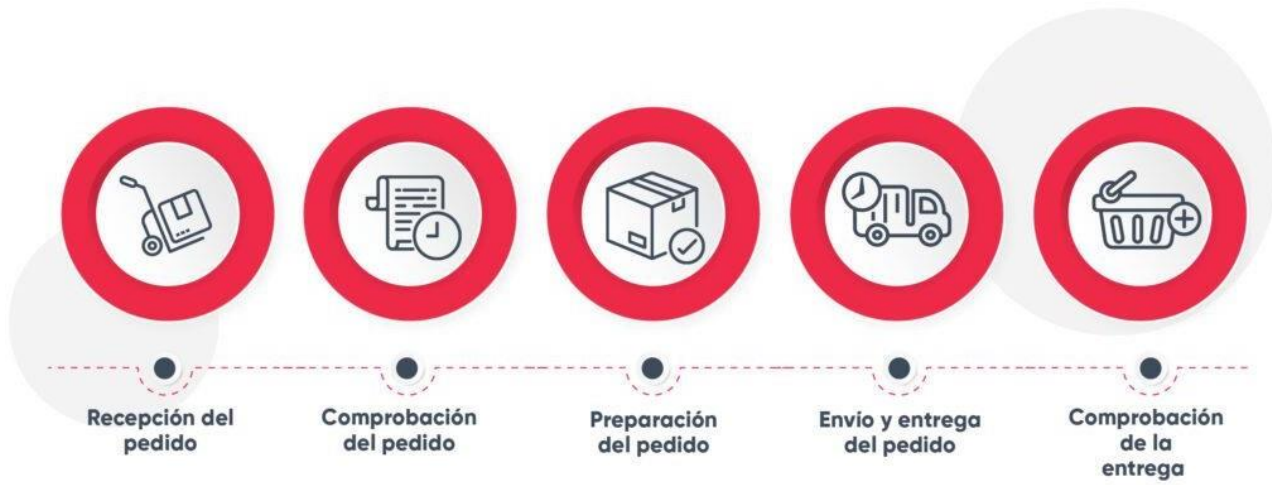 Recepción del
pedido
Comprobación
del pedido
Preparación
del pedido
Envío y entrega
del pedido
Comprobación
de la
entrega